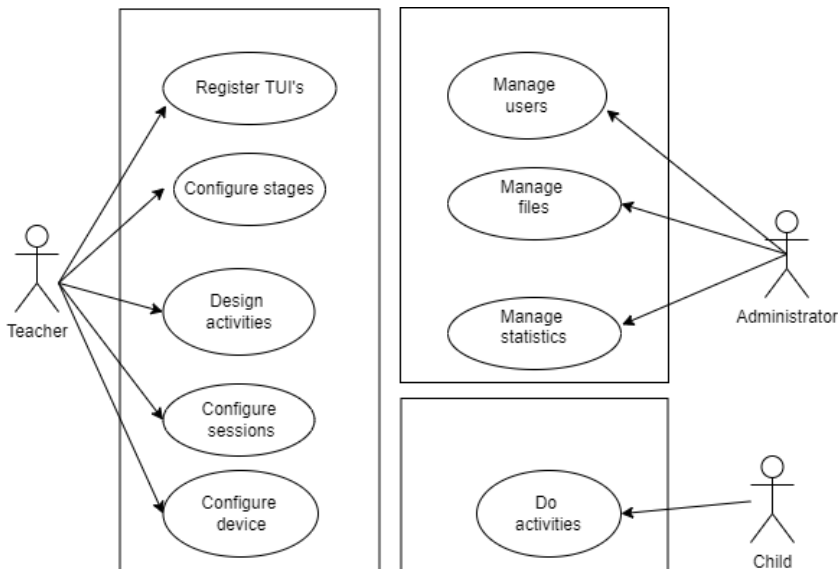 Register TUI's
Configure stages
Design
activities
Configure
sessions
Configure
device
Teacher
Manage
users
Manage
files
Manage
statistics
Administrator
Do
activities
Child